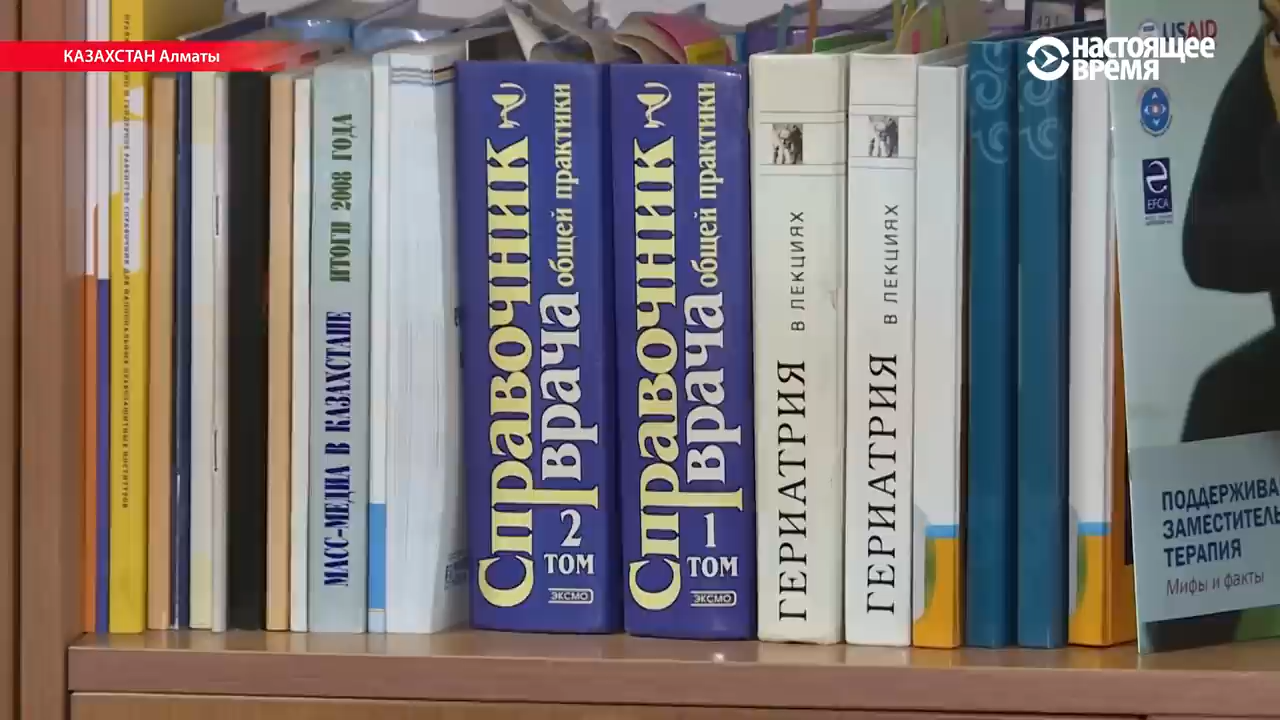 КАЗАХСТАН Алматы
НАСТОЯЩЕЕ
ВРЕМЯ
МАСС-МЕДИА В КАЗАХСТАНЕ ИТОГИ 2008 ГОДА
Справочник
врача общей практики
2
ТОМ
ЭКСМО
Справочник
врача общей практики
1
ТОМ
ЭКСМО
ГЕРИАТРИЯ В ЛЕКЦИЯХ
ГЕРИАТРИЯ В ЛЕКЦИЯХ
USAID
EFCA
ПОДДЕРЖИВА
ЗАМЕСТИТЕЛЬ
ТЕРАПИЯ
Мифы и факты